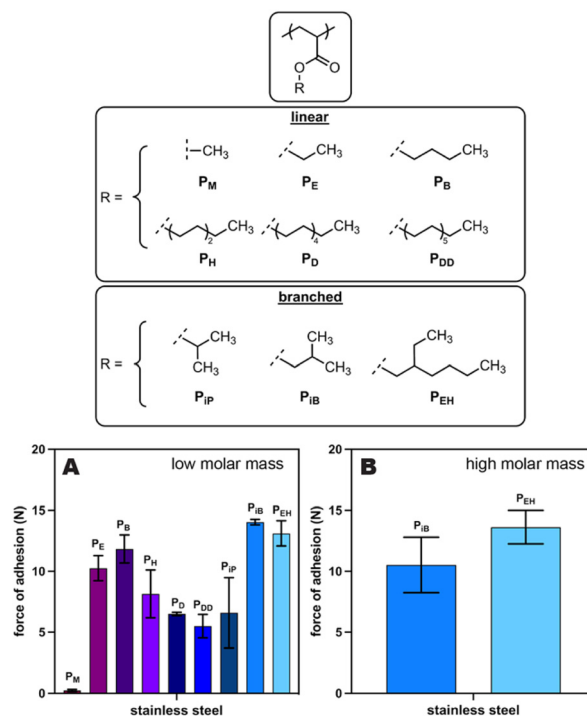 O
O
R
linear
CH3
CH3
CH3
PM
PE
PB
R =
CH3
CH3
CH3
2
4
5
PH
PD
PDD
branched
CH3
CH3
CH3
R =
CH3
CH3
CH3
PiP
PiB
PEH
A
low molar mass
20
15
10
5
0
force of adhesion (N)
PM
PE
PB
PH
PD
PDD
PiP
PiB
PEH
stainless steel
B
high molar mass
20
15
10
5
0
force of adhesion (N)
PiB
PEH
stainless steel